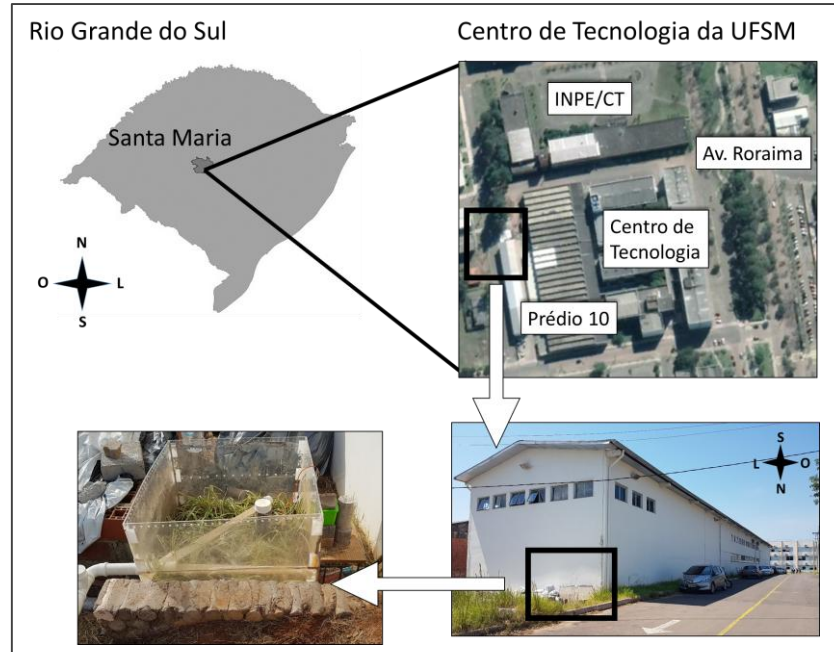 Rio Grande do Sul
Centro de Tecnologia da UFSM
INPE/CT
Santa Maria
Av. Roraima
Centro de
Tecnologia
N
O L
S
Prédio 10
S
L O
N